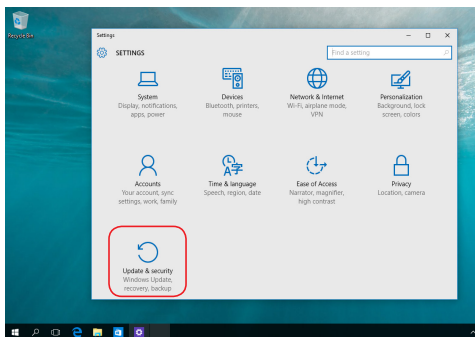 Recycle Bin
Settings
SETTINGS
Find a setting
System
Display, notifications,
apps, power
Devices
Bluetooth, printers,
mouse
Network & Internet
Wi-Fi, airplane mode,
VPN
Personalization
Background, lock
screen, colors
Accounts
Your account, sync
settings, work, family
Time & language
Speech, region, date
Ease of Access
Narrator, magnifier,
high contrast
Privacy
Location, camera
Update & security
Windows Update,
recovery, backup